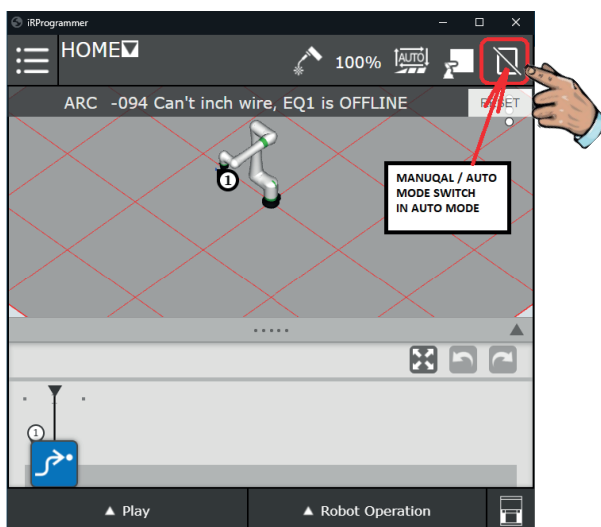 iRProgrammer
HOME
100%
AUTO
ARC -094 Can't inch wire, EQ1 is OFFLINE
RESET
1
MANUQAL / AUTO
MODE SWITCH
IN AUTO MODE
1
Play
Robot Operation